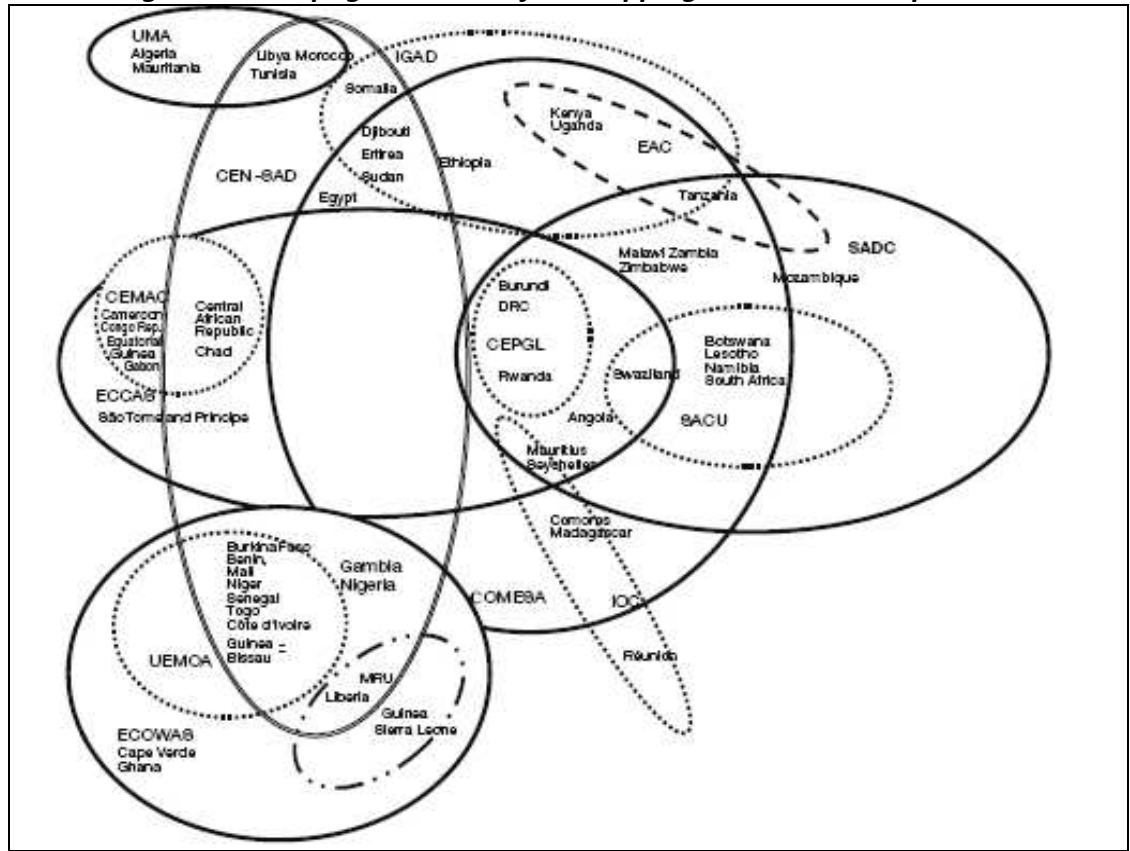 UMA
Algeria
Mauritania
Libya Morocco
Tunisia
IGAD
Somalia
Djibouti
Eritrea
Sudan
Ethiopia
Kenya
Uganda
EAC
CEN-SAD
Egypt
Tanzania
SADC
Malawi Zambia
Zimbabwe
Mozambique
CEMAC
Cameroon
Congo Rep.
Equatorial
Guinea
Gabon
Central
African
Republic
Chad
Burundi
DRC
CEPGL
Rwanda
Botswana
Lesotho
Namibia
South Africa
Swaziland
SACU
ECCAS
São Tome and Principe
Angola
Mauritius
Seychelles
Comoros
Madagascar
Burkina Faso
Benin,
Mali
Niger
Senegal
Togo
Côte d'Ivoire
Guinea -
Bissau
Gambia
Nigeria
COMESA
IOC
UEMOA
MRU
Liberia
Guinea
Sierra Leone
ECOWAS
Cape Verde
Ghana